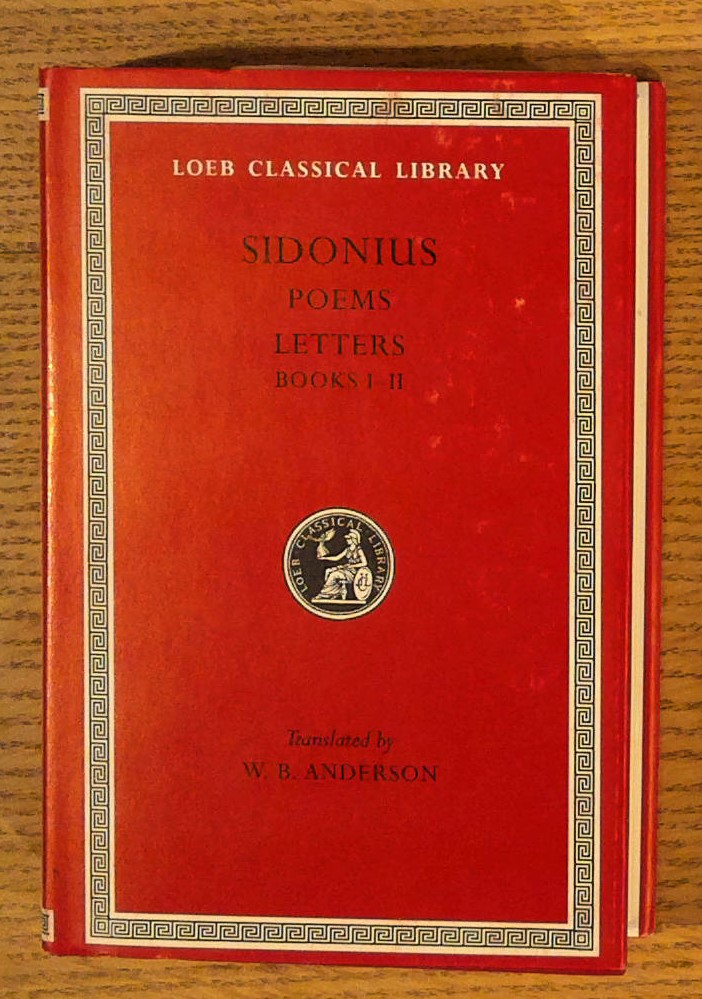 LOEB CLASSICAL LIBRARY
SIDONIUS
POEMS
LETTERS
BOOKS I–II
LOEB CLASSICAL LIBRARY
Translated by
W. B. ANDERSON